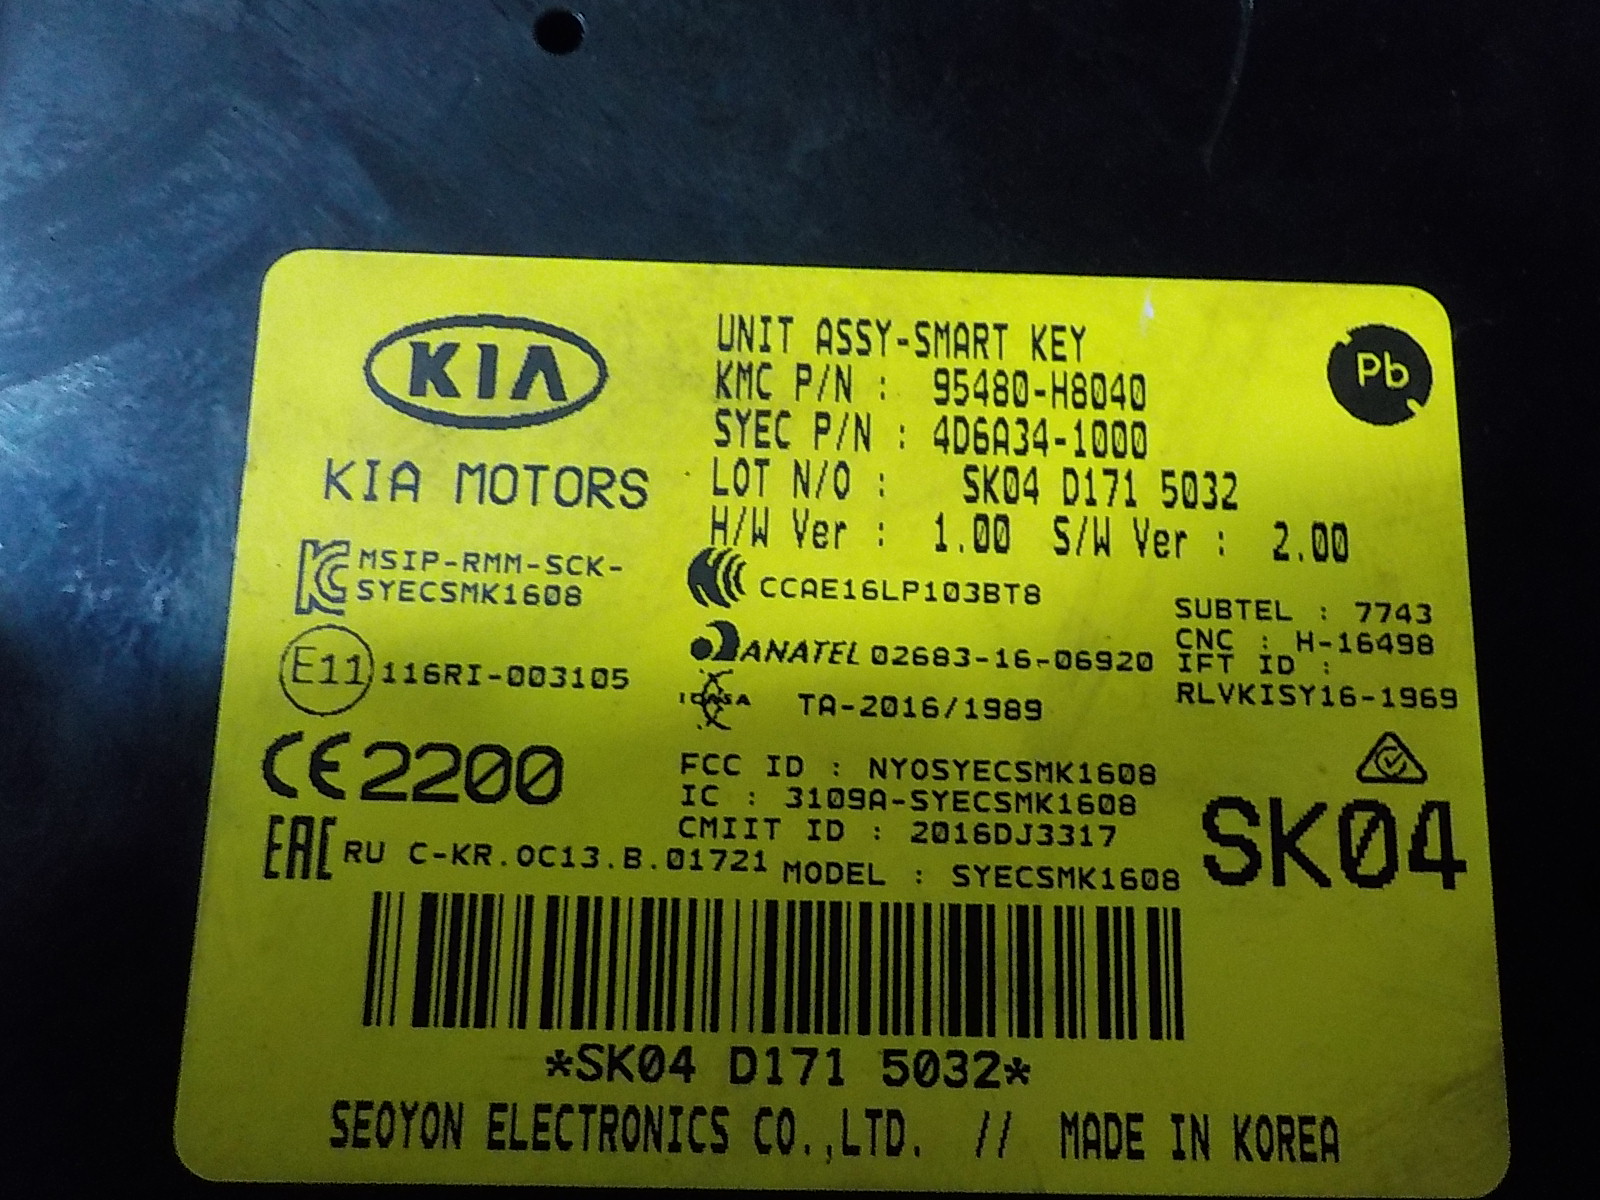 KIA
KIA MOTORS
UNIT ASSY-SMART KEY
KMC P/N : 95480-H8040
SYEC P/N : 4D6A34-1000
LOT N/O : SK04 D171 5032
H/W Ver : 1.00 S/W Ver : 2.00
Pb
MSIP-RMM-SCK-
SYECSMK1608
CCAE16LP103BT8
SUBTEL : 7743
CNC : H-16498
IFT ID :
RLVKISY16-1969
E11 116RI-003105
ANATEL 02683-16-06920
ICASA TA-2016/1989
CE2200
FCC ID : NYOSYECSMK1608
IC : 3109A-SYECSMK1608
CMIIT ID : 2016DJ3317
MODEL : SYECSMK1608
SK04
EAC RU C-KR.OC13.B.01721
*SK04 D171 5032*
SEOYON ELECTRONICS CO.,LTD. // MADE IN KOREA